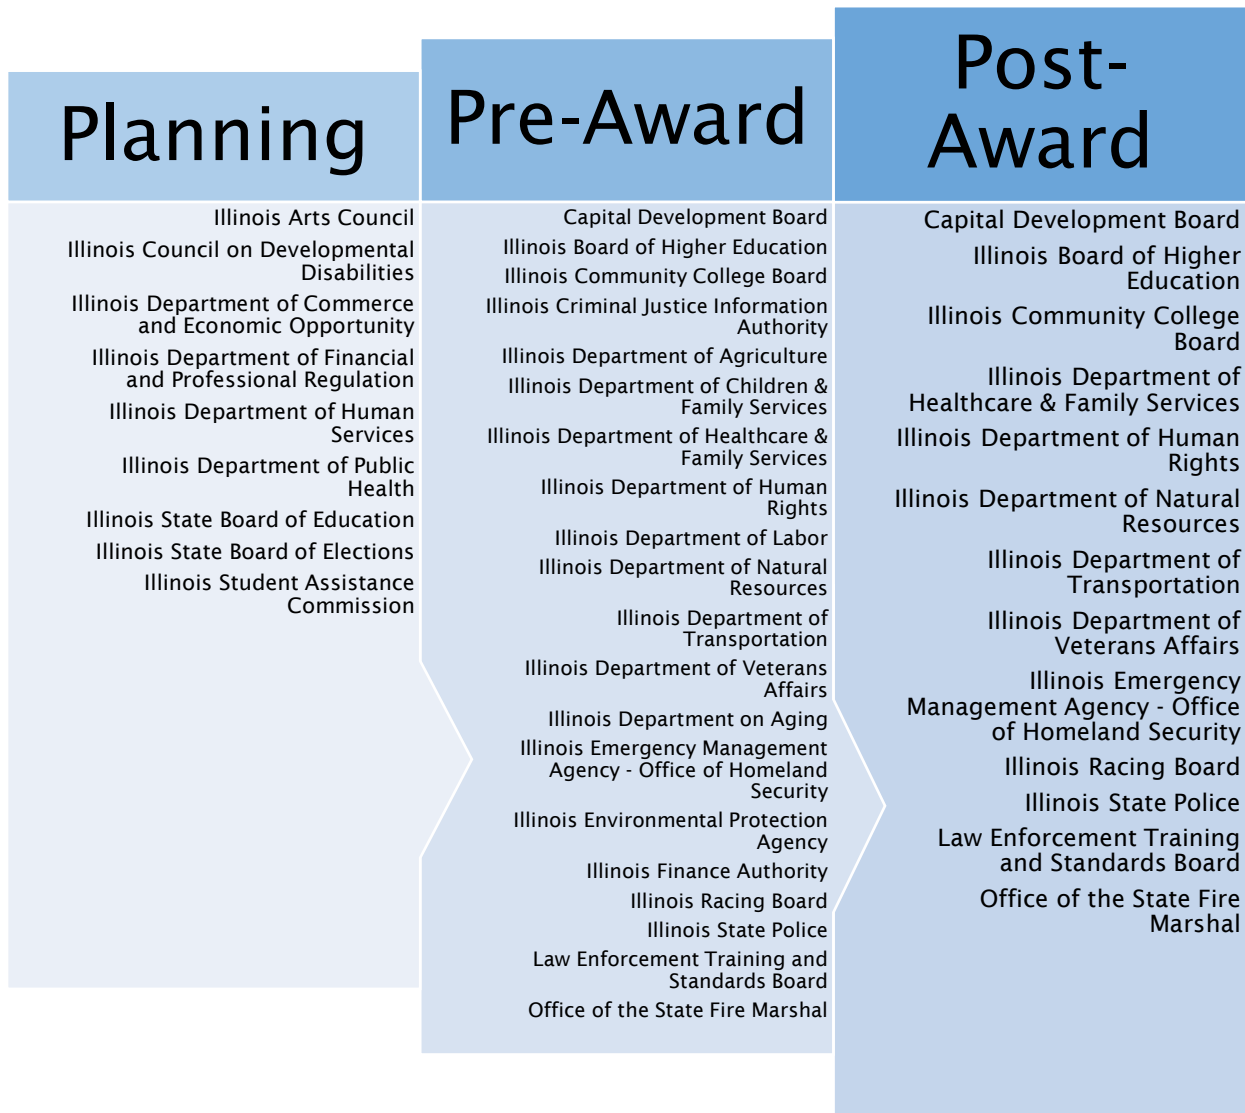 Planning
Illinois Arts Council
Illinois Council on Developmental
Disabilities
Illinois Department of Commerce
and Economic Opportunity
Illinois Department of Financial
and Professional Regulation
Illinois Department of Human
Services
Illinois Department of Public
Health
Illinois State Board of Education
Illinois State Board of Elections
Illinois Student Assistance
Commission
Pre-Award
Capital Development Board
Illinois Board of Higher Education
Illinois Community College Board
Illinois Criminal Justice Information
Authority
Illinois Department of Agriculture
Illinois Department of Children &
Family Services
Illinois Department of Healthcare &
Family Services
Illinois Department of Human
Rights
Illinois Department of Labor
Illinois Department of Natural
Resources
Illinois Department of
Transportation
Illinois Department of Veterans
Affairs
Illinois Department on Aging
Illinois Emergency Management
Agency - Office of Homeland
Security
Illinois Environmental Protection
Agency
Illinois Finance Authority
Illinois Racing Board
Illinois State Police
Law Enforcement Training and
Standards Board
Office of the State Fire Marshal
Post-
Award
Capital Development Board
Illinois Board of Higher
Education
Illinois Community College
Board
Illinois Department of
Healthcare & Family Services
Illinois Department of Human
Rights
Illinois Department of Natural
Resources
Illinois Department of
Transportation
Illinois Department of
Veterans Affairs
Illinois Emergency
Management Agency - Office
of Homeland Security
Illinois Racing Board
Illinois State Police
Law Enforcement Training
and Standards Board
Office of the State Fire
Marshal